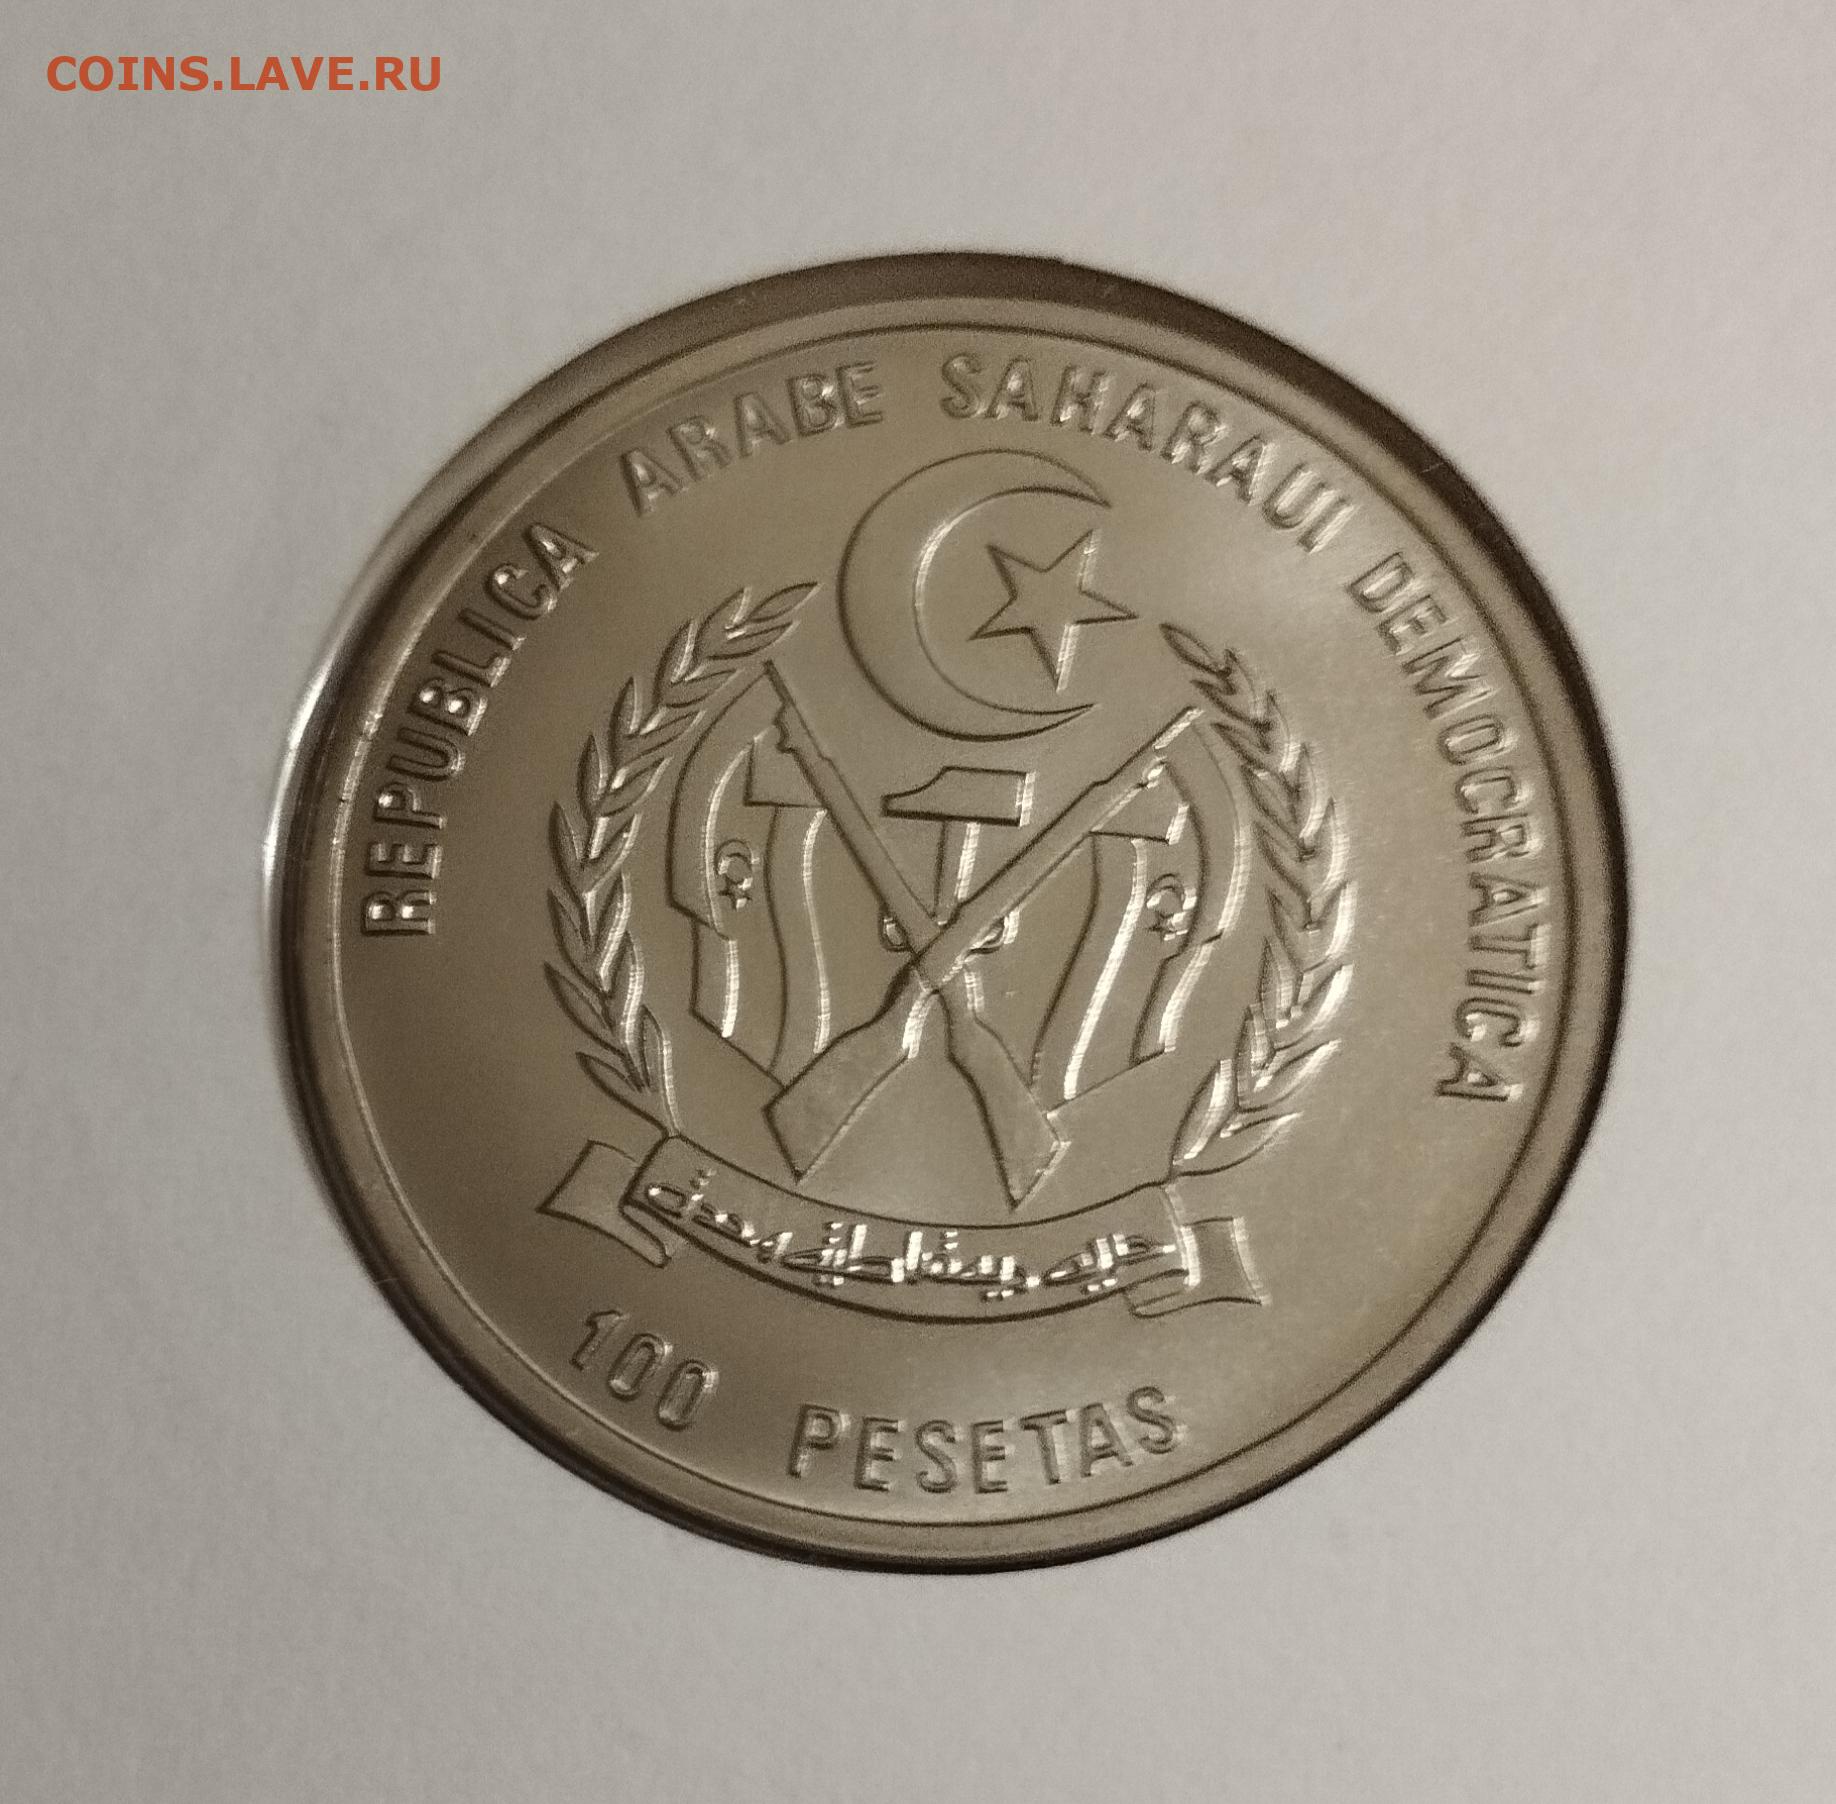 COINS.LAVE.RU
REPUBLICA ARABE SAHARAUI DEMOCRATICA
100 PESETAS